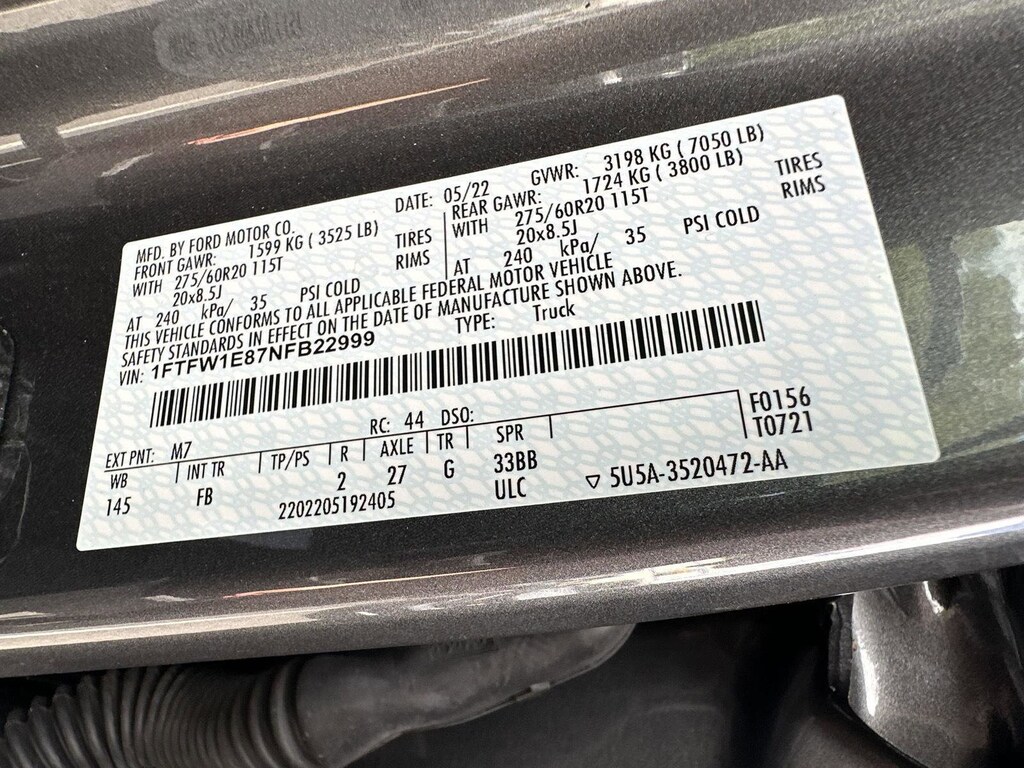 MFD. BY FORD MOTOR CO. DATE: 05/22 GVWR: 3198 KG ( 7050 LB)
FRONT GAWR: 1599 KG ( 3525 LB) REAR GAWR: 1724 KG ( 3800 LB)
WITH 275/60R20 115T TIRES WITH 275/60R20 115T TIRES
20x8.5J RIMS 20x8.5J RIMS
AT 240 kPa/ 35 PSI COLD AT 240 kPa/ 35 PSI COLD
THIS VEHICLE CONFORMS TO ALL APPLICABLE FEDERAL MOTOR VEHICLE
SAFETY STANDARDS IN EFFECT ON THE DATE OF MANUFACTURE SHOWN ABOVE.
VIN: 1FTFW1E87NFB22999 TYPE: Truck
EXT PNT: M7 RC: 44 DSO: F0156
WB INT TR TP/PS R AXLE TR SPR T0721
145 FB 2 27 G 33BB
2202205192405 ULC ▽ 5U5A-3520472-AA